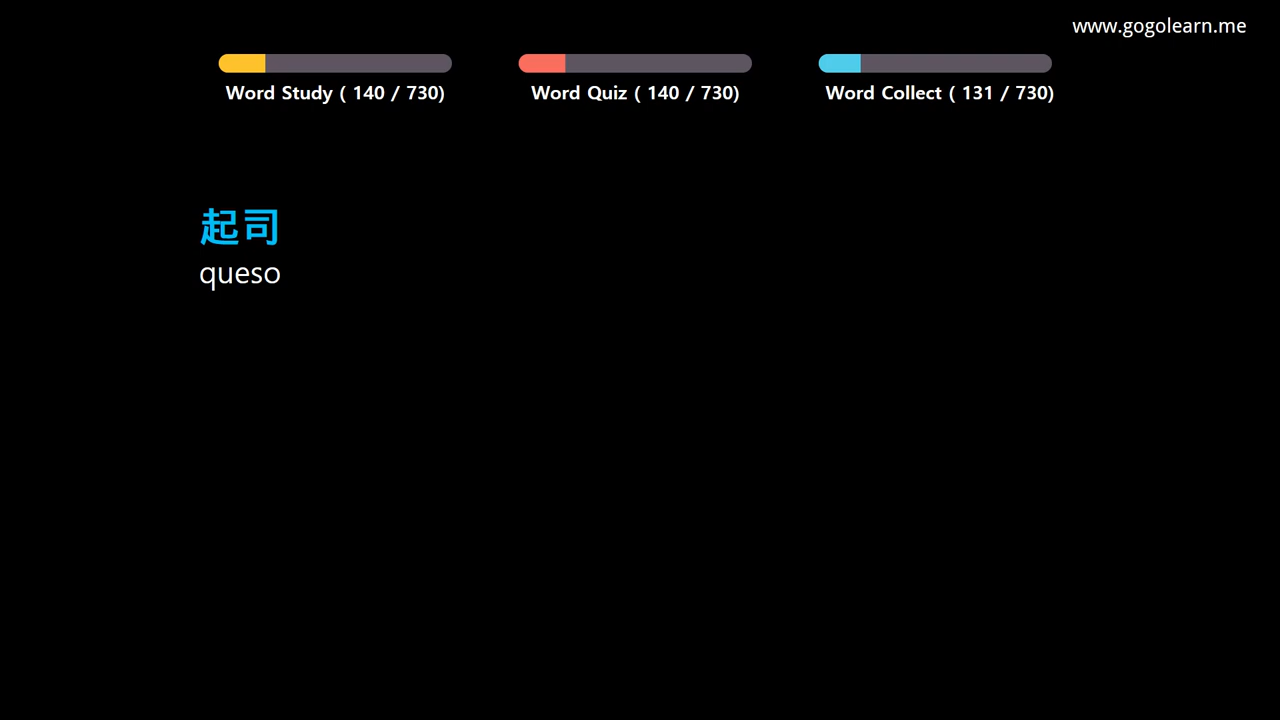 www.gogolearn.me
Word Study ( 140 / 730)
Word Quiz ( 140 / 730)
Word Collect ( 131 / 730)
起司
queso